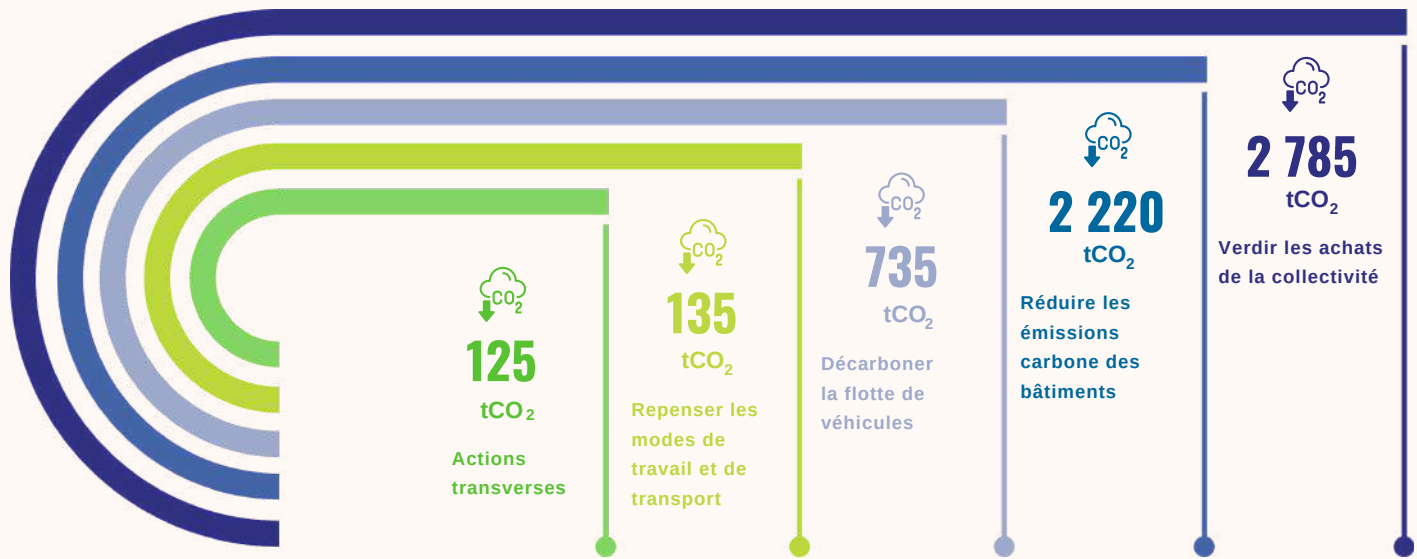 CO2
125
tCO2
Actions
transverses
CO2
135
tCO2
Repenser les
modes de
travail et de
transport
CO2
735
tCO2
Décarboner
la flotte de
véhicules
CO2
2 220
tCO2
Réduire les
émissions
carbone des
bâtiments
CO2
2 785
tCO2
Verdir les achats
de la collectivité